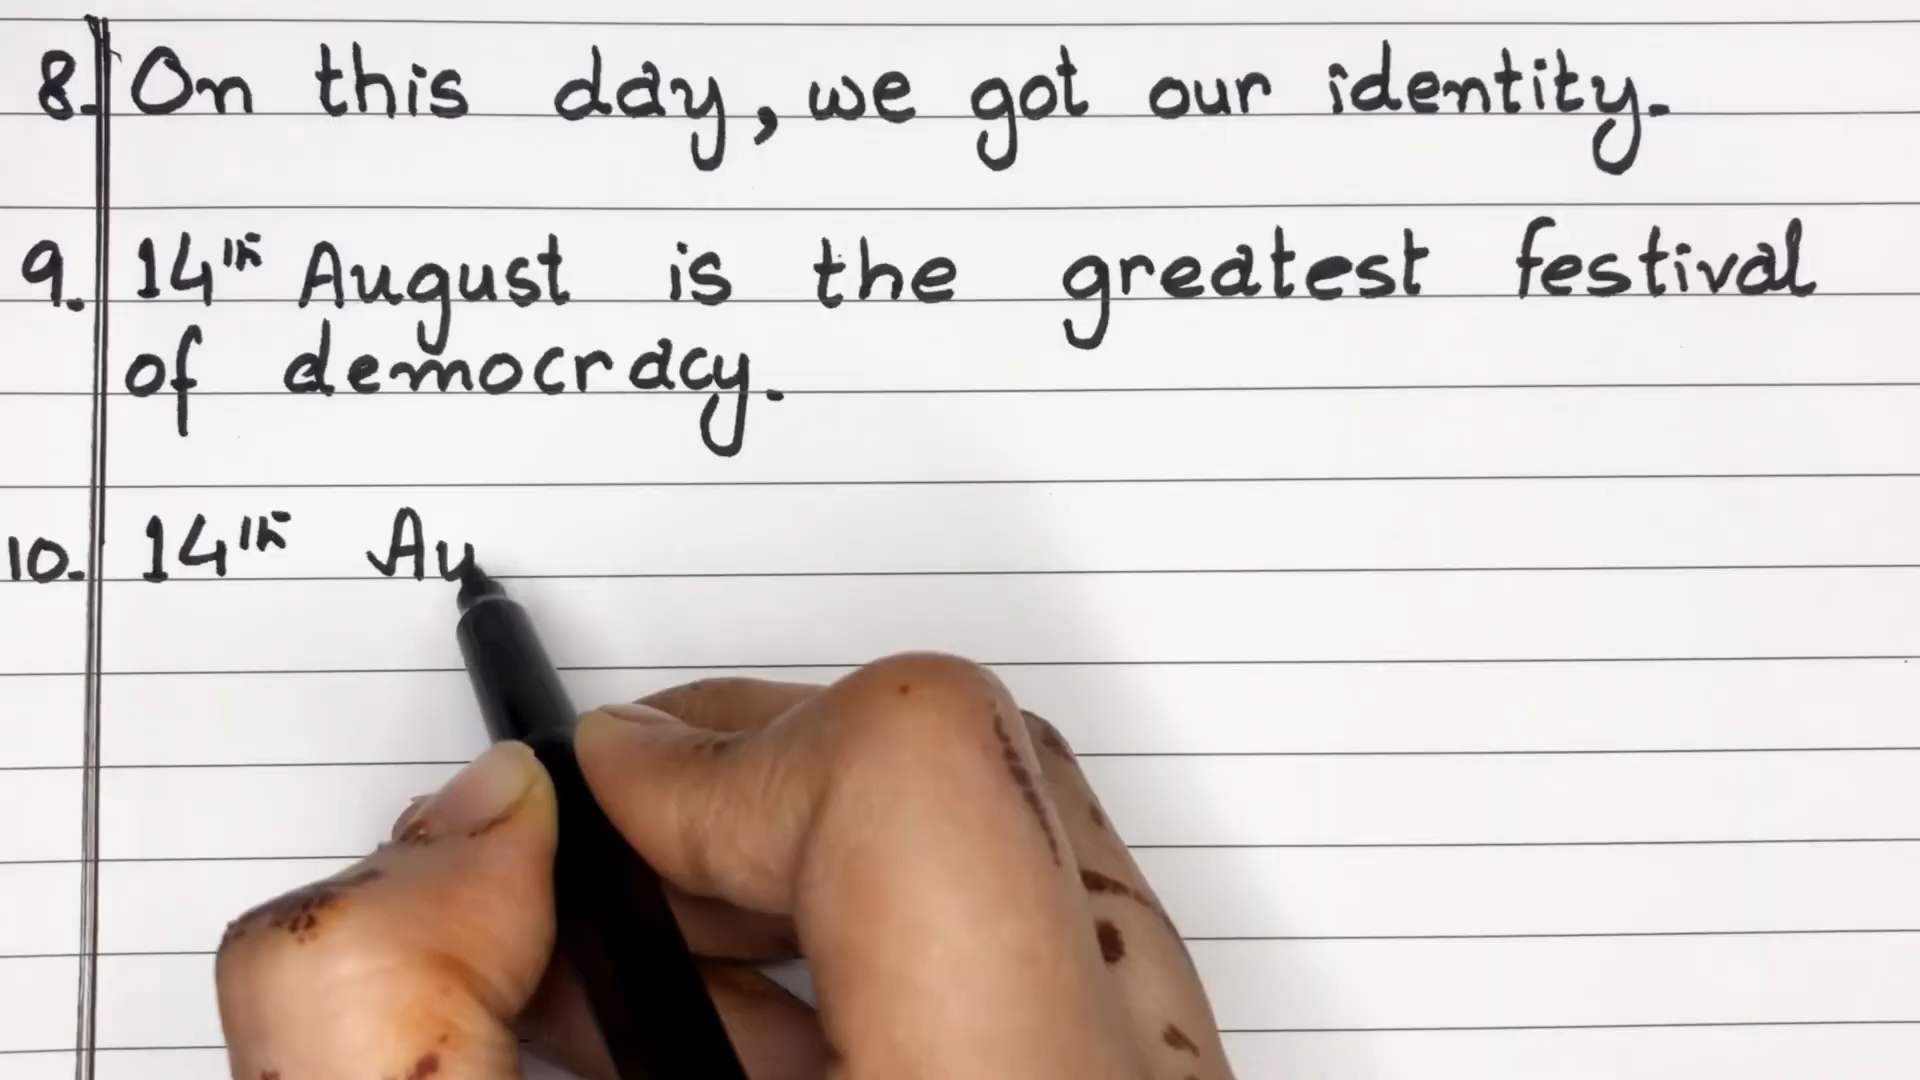 8. On this day, we got our identity.
9. 14th August is the greatest festival
of democracy.
10. 14th Au